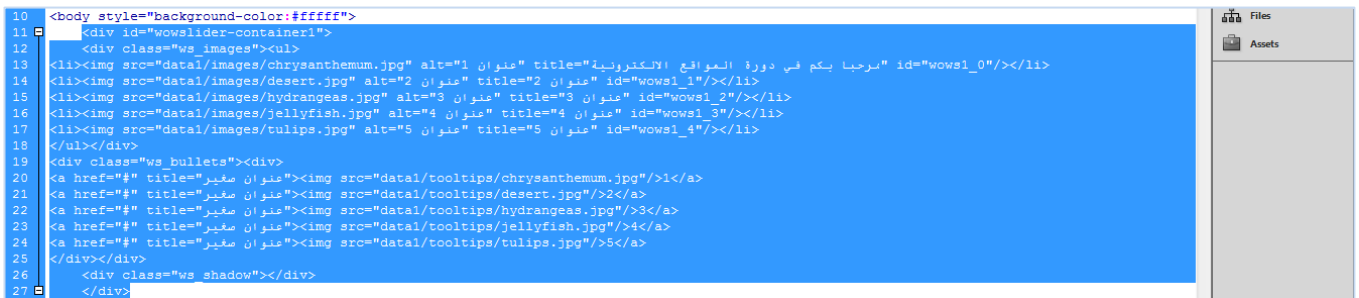 10 <body style="background-color:#fffff">
11 <div id="wowslider-container1">
12 <div class="ws_images"><ul>
13 <li><img src="data1/images/chrysanthemum.jpg" alt="عنوان 1" title="مرحبا بكم في دورة المواقع الالكترونية" id="wows1_0"/></li>
14 <li><img src="data1/images/desert.jpg" alt="عنوان 2" title="عنوان 2" id="wows1_1"/></li>
15 <li><img src="data1/images/hydrangeas.jpg" alt="عنوان 3" title="عنوان 3" id="wows1_2"/></li>
16 <li><img src="data1/images/jellyfish.jpg" alt="عنوان 4" title="عنوان 4" id="wows1_3"/></li>
17 <li><img src="data1/images/tulips.jpg" alt="عنوان 5" title="عنوان 5" id="wows1_4"/></li>
18 </ul></div>
19 <div class="ws_bullets"><div>
20 <a href="#" title="عنوان صغير"><img src="data1/tooltips/chrysanthemum.jpg"/>1</a>
21 <a href="#" title="عنوان صغير"><img src="data1/tooltips/desert.jpg"/>2</a>
22 <a href="#" title="عنوان صغير"><img src="data1/tooltips/hydrangeas.jpg"/>3</a>
23 <a href="#" title="عنوان صغير"><img src="data1/tooltips/jellyfish.jpg"/>4</a>
24 <a href="#" title="عنوان صغير"><img src="data1/tooltips/tulips.jpg"/>5</a>
25 </div></div>
26 <div class="ws_shadow"></div>
27 </div>
Files
Assets